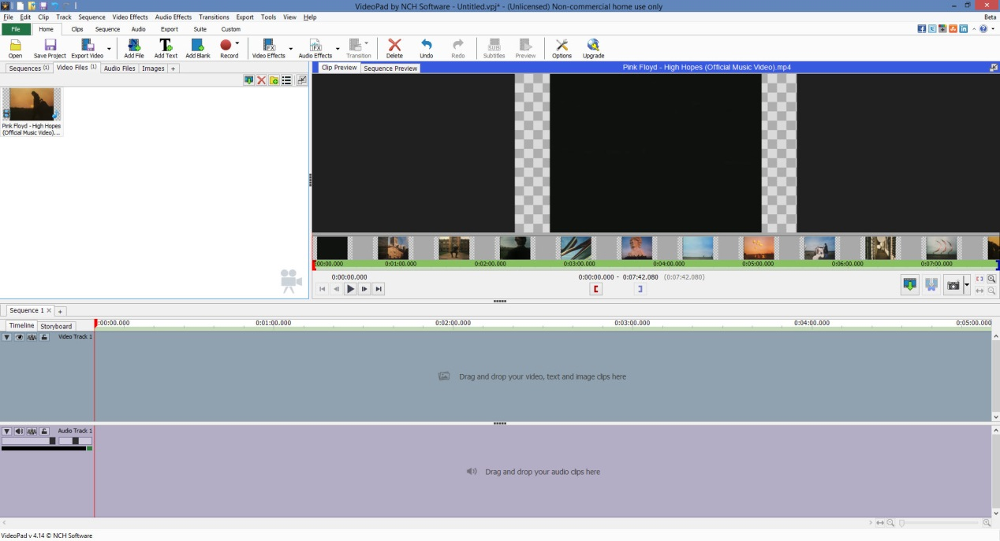 VideoPad by NCH Software - Untitled.vpj* - (Unlicensed) Non-commercial home use only
File Edit Clip Track Sequence Video Effects Audio Effects Transitions Export Tools View Help
Beta
File Home Clips Sequence Audio Export Suite Custom
Open Save Project Export Video Add File Add Text Add Blank Record Video Effects Audio Effects Transition Delete Undo Redo Subtitles Preview Options Upgrade
Sequences (1) Video Files (1) Audio Files Images +
Clip Preview Sequence Preview
Pink Floyd - High Hopes (Official Music Video).mp4
Pink Floyd - High Hopes
(Official Music Video)...
:00:00.000 0:01:00.000 0:02:00.000 0:03:00.000 0:04:00.000 0:05:00.000 0:06:00.000 0:07:00.000
0:00:00.000
0:00:00.000 - 0:07:42.080 (0:07:42.080)
Sequence 1 × +
Timeline Storyboard
:00:00.000 0:01:00.000 0:02:00.000 0:03:00.000 0:04:00.000 0:05:00.000
Video Track 1
Drag and drop your video, text and image clips here
Audio Track 1
Drag and drop your audio clips here
VideoPad v 4.14 © NCH Software